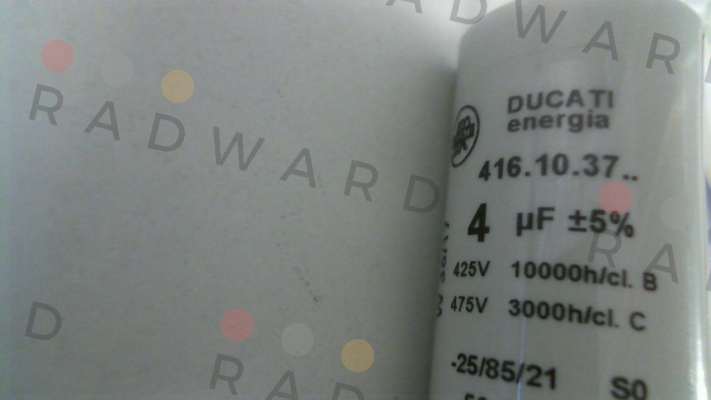 DUCATI
energia
416.10.37..
4 µF ±5%
425V 10000h/cl. B
475V 3000h/cl. C
-25/85/21 S0
RADWARD